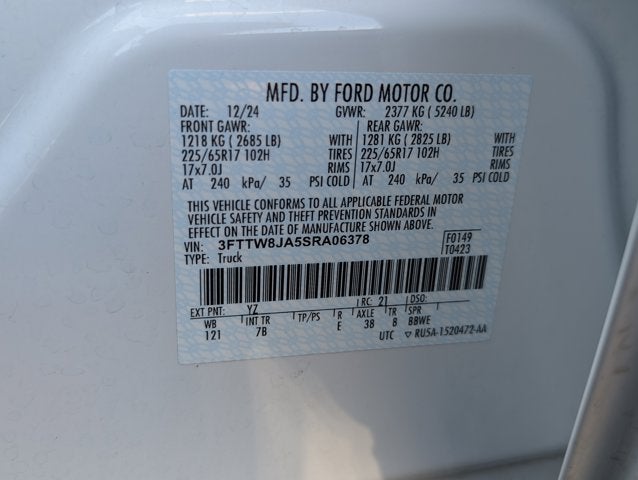 MFD. BY FORD MOTOR CO.
DATE: 12/24 GVWR: 2377 KG ( 5240 LB)
FRONT GAWR: REAR GAWR:
1218 KG ( 2685 LB) WITH 1281 KG ( 2825 LB) WITH
225/65R17 102H TIRES 225/65R17 102H TIRES
17x7.0J RIMS 17x7.0J RIMS
AT 240 kPa/ 35 PSI COLD AT 240 kPa/ 35 PSI COLD
THIS VEHICLE CONFORMS TO ALL APPLICABLE FEDERAL MOTOR
VEHICLE SAFETY AND THEFT PREVENTION STANDARDS IN
EFFECT ON THE DATE OF MANUFACTURE SHOWN ABOVE.
VIN: 3FTTW8JA5SRA06378 F0149
TYPE: Truck T0423
EXT PNT: YZ RC: 21 DSO:
WB INT TR TP/PS R AXLE TR SPR
121 7B E 38 8 BBWE
UTC ▽ RU5A-1520472-AA